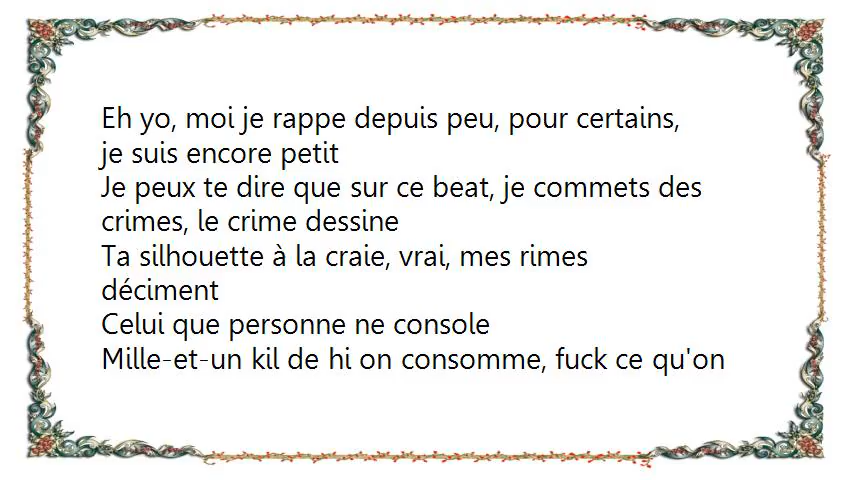 Eh yo, moi je rappe depuis peu, pour certains,
je suis encore petit
Je peux te dire que sur ce beat, je commets des
crimes, le crime dessine
Ta silhouette à la craie, vrai, mes rimes
déciment
Celui que personne ne console
Mille-et-un kil de hi on consomme, fuck ce qu'on